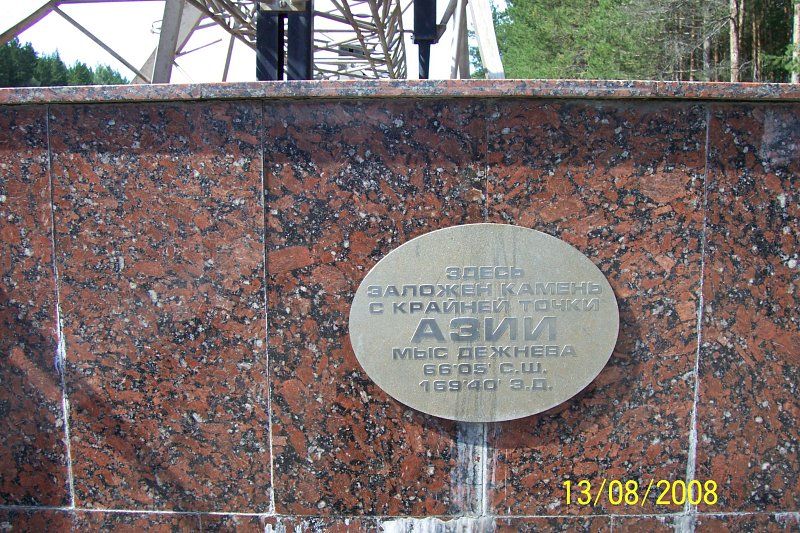 ЗДЕСЬ
ЗАЛОЖЕН КАМЕНЬ
С КРАЙНЕЙ ТОЧКИ
АЗИИ
МЫС ДЕЖНЕВА
66°05' С.Ш.
169°40' З.Д.
13/08/2008